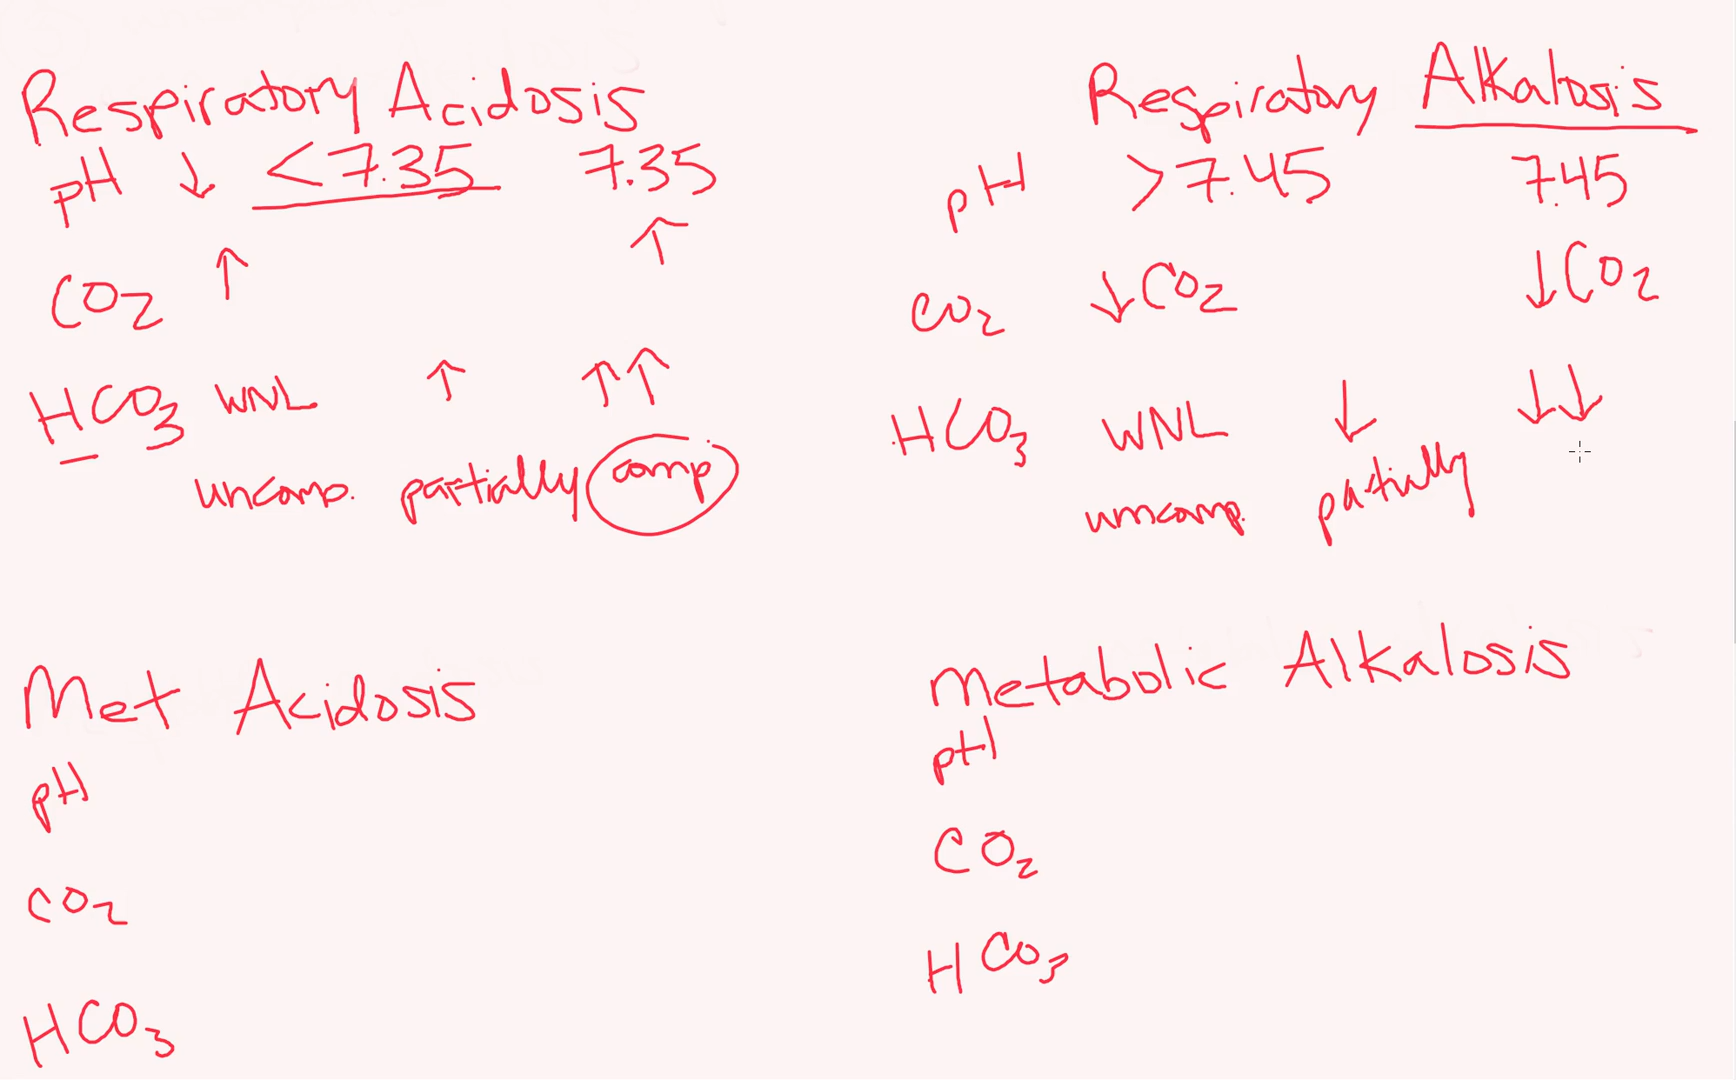 Respiratory Acidosis
pH ↓ <7.35 7.35
CO2 ↑ ↑
HCO3 WNL ↑ ↑↑
uncomp. partially comp
Respiratory Alkalosis
pH >7.45 7.45
CO2 ↓CO2 ↓CO2
HCO3 WNL ↓ ↓↓
uncomp. partially
Met Acidosis
pH
CO2
HCO3
Metabolic Alkalosis
pH
CO2
HCO3